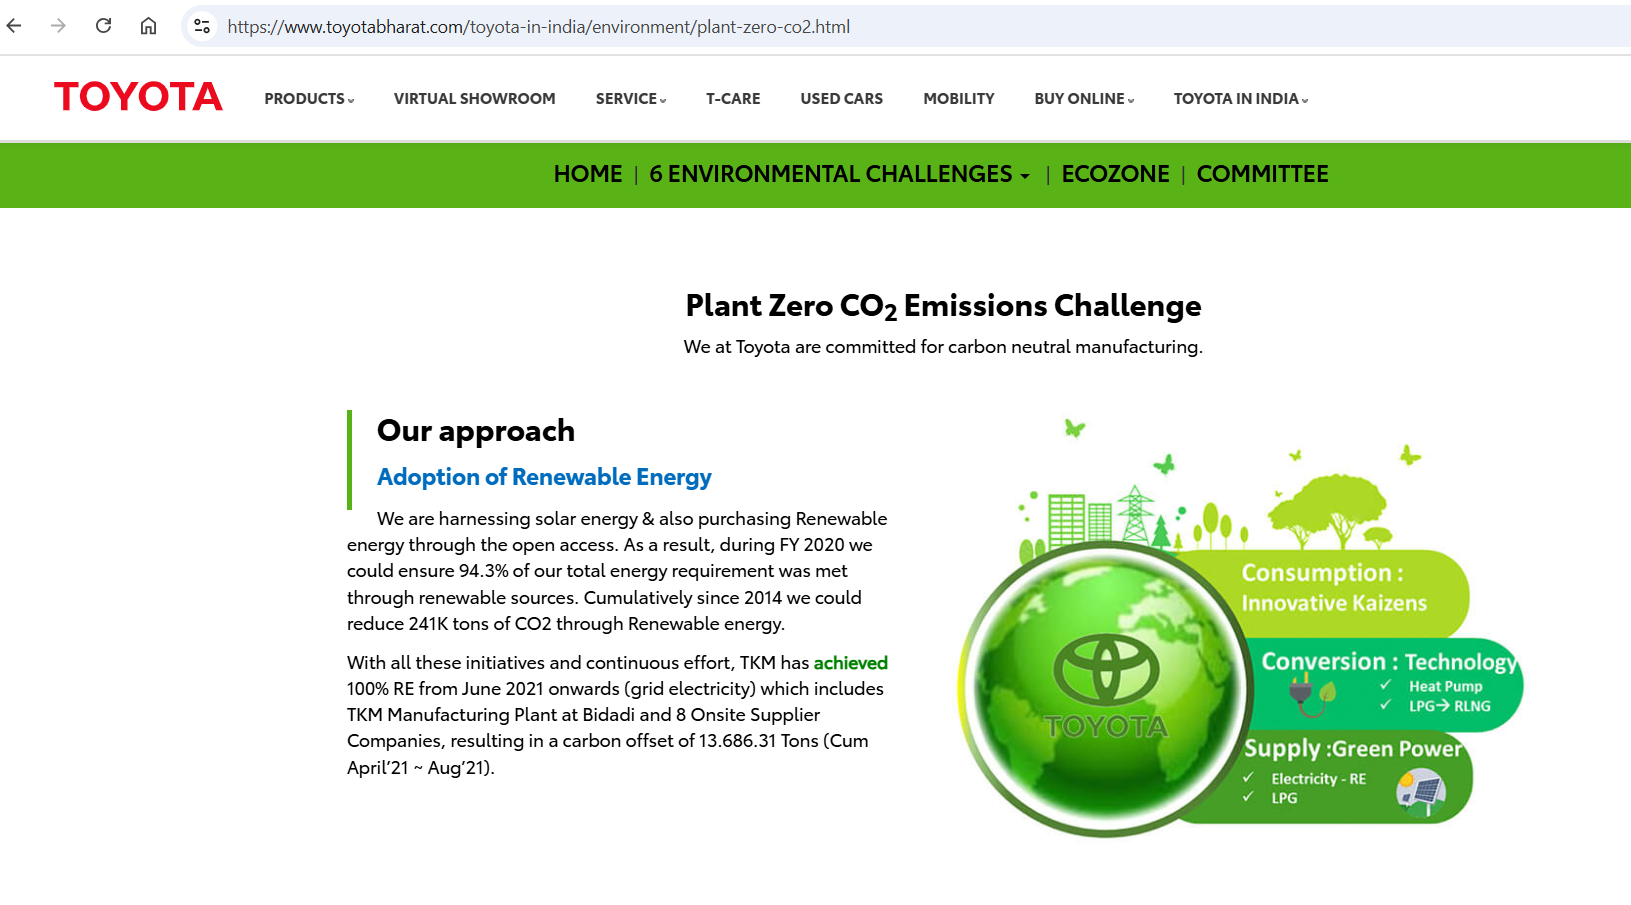 https://www.toyotabharat.com/toyota-in-india/environment/plant-zero-co2.html
TOYOTA
PRODUCTS VIRTUAL SHOWROOM SERVICE T-CARE USED CARS MOBILITY BUY ONLINE TOYOTA IN INDIA
HOME | 6 ENVIRONMENTAL CHALLENGES | ECOZONE | COMMITTEE
Plant Zero CO2 Emissions Challenge
We at Toyota are committed for carbon neutral manufacturing.
Our approach
Adoption of Renewable Energy
We are harnessing solar energy & also purchasing Renewable
energy through the open access. As a result, during FY 2020 we
could ensure 94.3% of our total energy requirement was met
through renewable sources. Cumulatively since 2014 we could
reduce 241K tons of CO2 through Renewable energy.
With all these initiatives and continuous effort, TKM has achieved
100% RE from June 2021 onwards (grid electricity) which includes
TKM Manufacturing Plant at Bidadi and 8 Onsite Supplier
Companies, resulting in a carbon offset of 13.686.31 Tons (Cum
April’21 ~ Aug’21).
TOYOTA
Consumption :
Innovative Kaizens
Conversion : Technology
✓ Heat Pump
✓ LPG→ RLNG
Supply :Green Power
✓ Electricity - RE
✓ LPG